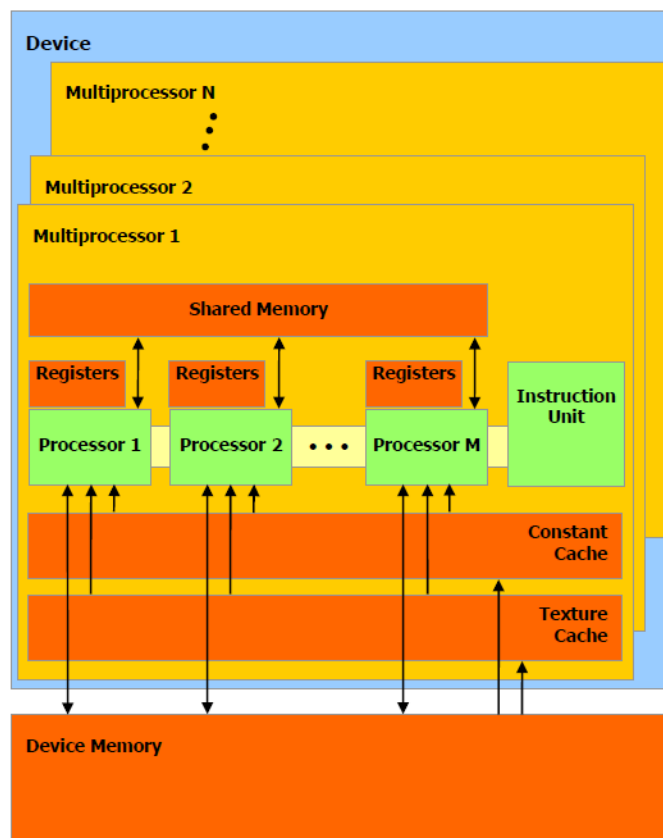 Device
Multiprocessor N
Multiprocessor 2
Multiprocessor 1
Shared Memory
Registers
Registers
Registers
Instruction
Unit
Processor 1
Processor 2
Processor M
Constant
Cache
Texture
Cache
Device Memory